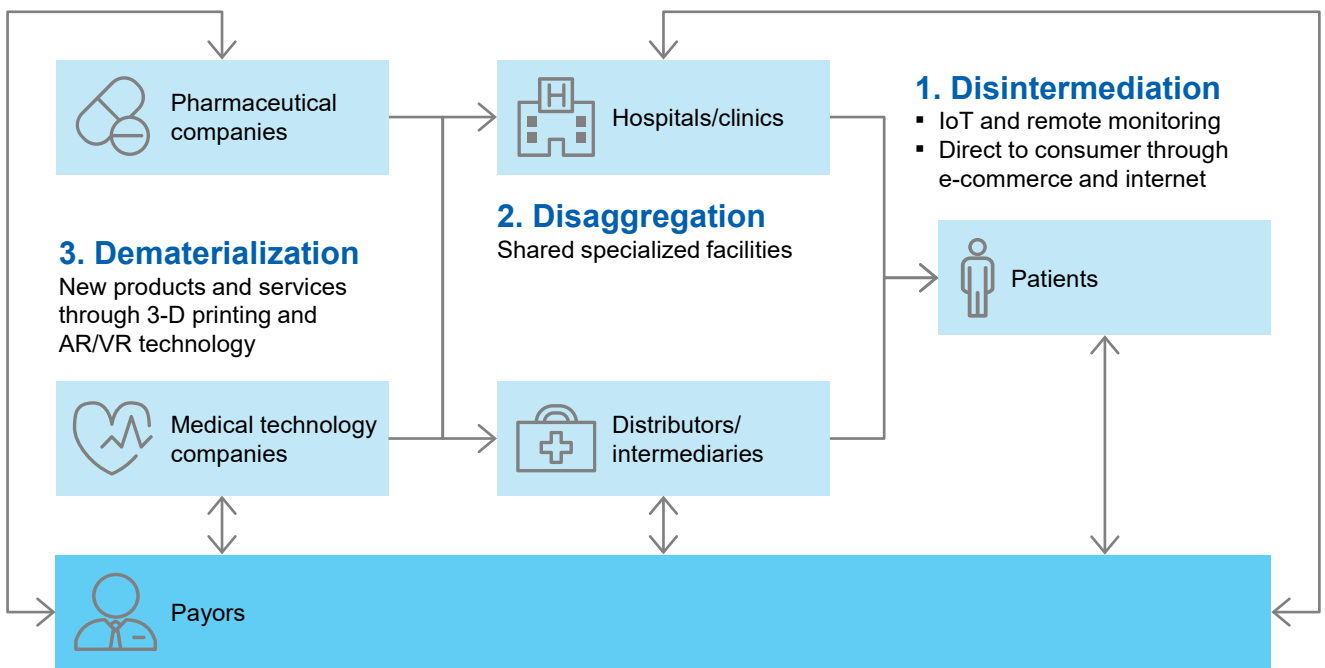 Pharmaceutical
companies
H
Hospitals/clinics
1. Disintermediation
▪ IoT and remote monitoring
▪ Direct to consumer through
e-commerce and internet
2. Disaggregation
Shared specialized facilities
3. Dematerialization
New products and services
through 3-D printing and
AR/VR technology
Patients
Medical technology
companies
Distributors/
intermediaries
Payors